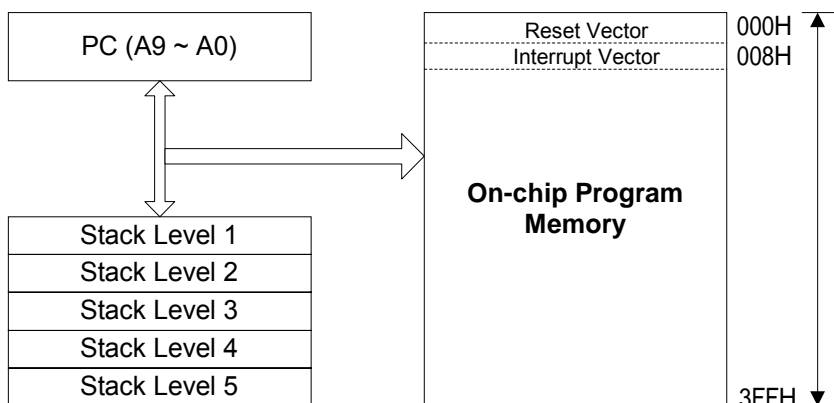 PC (A9 ~ A0)
Reset Vector
000H
Interrupt Vector
008H
On-chip Program
Memory
Stack Level 1
Stack Level 2
Stack Level 3
Stack Level 4
Stack Level 5
3FFH